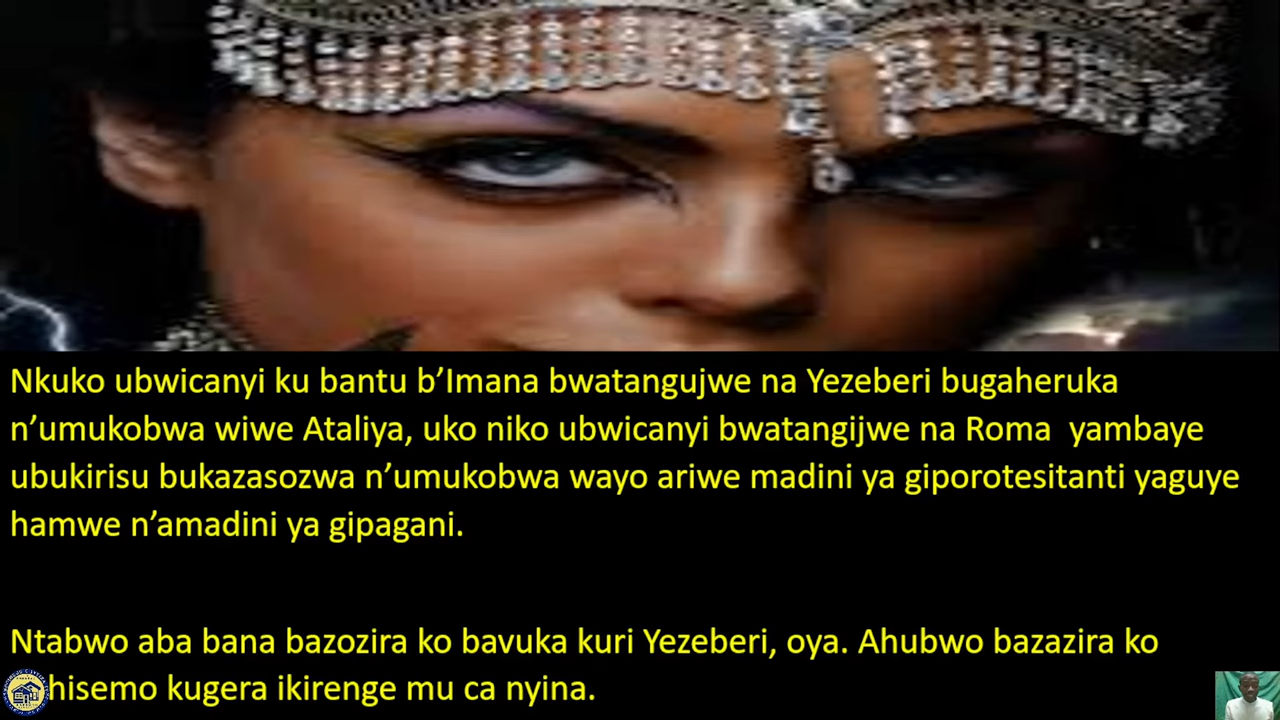 Nkuko ubwicanyi ku bantu b’Imana bwatangujwe na Yezeberi bugaheruka
n’umukobwa wiwe Ataliya, uko niko ubwicanyi bwatangijwe na Roma yambaye
ubukirisu bukazasozwa n’umukobwa wayo ariwe madini ya giporotesitanti yaguye
hamwe n’amadini ya gipagani.
Ntabwo aba bana bazozira ko bavuka kuri Yezeberi, oya. Ahubwo bazazira ko
kugera ikirenge mu ca nyina.